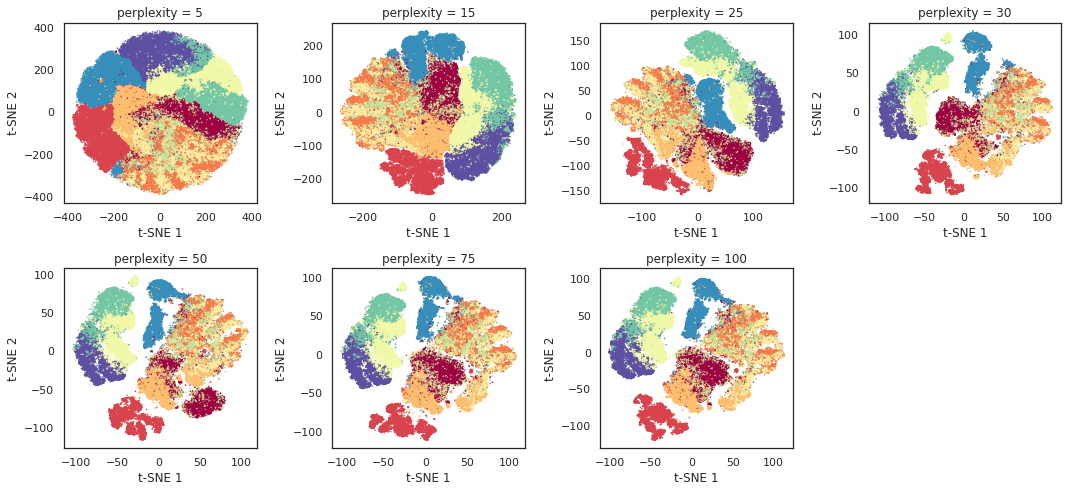 perplexity = 5
t-SNE 2
400
200
0
−200
−400
−400 −200 0 200 400
t-SNE 1
perplexity = 15
t-SNE 2
200
100
0
−100
−200
−200 0 200
t-SNE 1
perplexity = 25
t-SNE 2
150
100
50
0
−50
−100
−150
−100 0 100
t-SNE 1
perplexity = 30
t-SNE 2
100
50
0
−50
−100
−100 −50 0 50 100
t-SNE 1
perplexity = 50
t-SNE 2
100
50
0
−50
−100
−100 −50 0 50 100
t-SNE 1
perplexity = 75
t-SNE 2
100
50
0
−50
−100
−100 −50 0 50 100
t-SNE 1
perplexity = 100
t-SNE 2
100
50
0
−50
−100
−100 −50 0 50 100
t-SNE 1